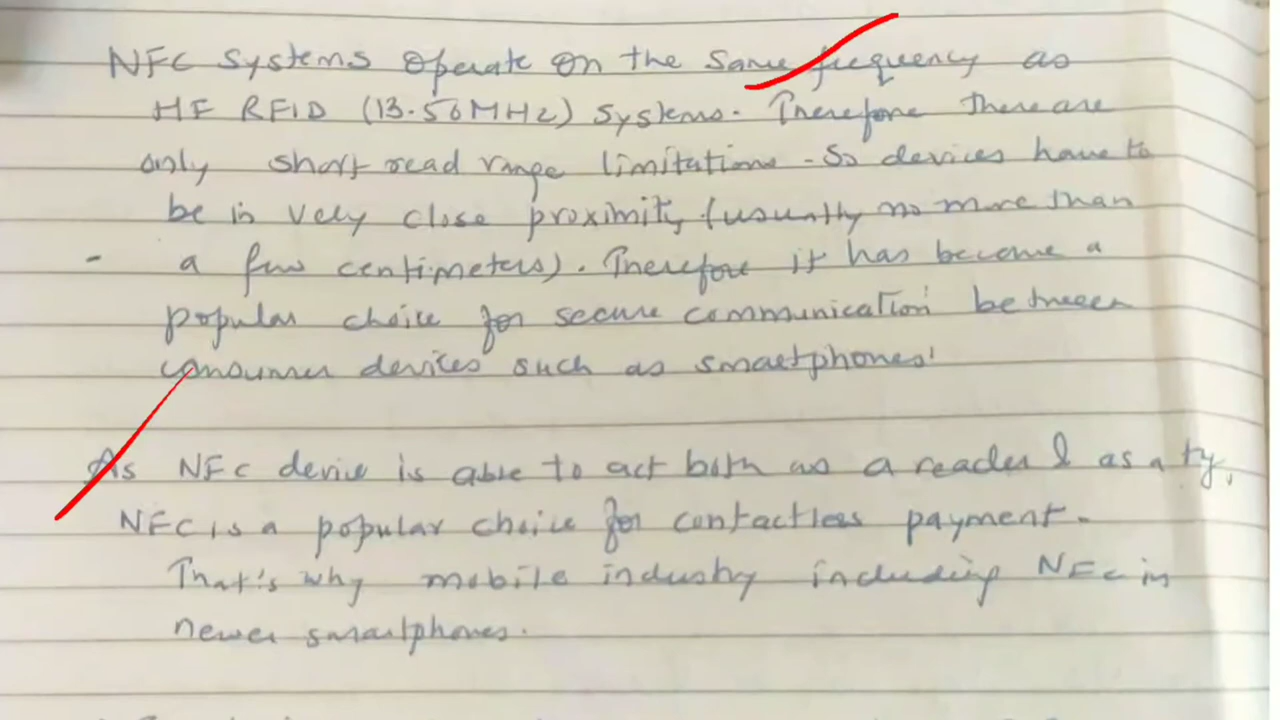 NFC Systems operate on the same frequency as
HF RFID (13.56MHz) Systems. Therefore there are
only short read range limitations. So devices have to
be in very close proximity (usually no more than
- a few centimeters). Therefore it has become a
popular choice for secure communication between
consumer devices such as smartphones'
As NFC device is able to act both as a reader & as a
NFC is a popular choice for contactless payment.
That's why mobile industry including NFC in
newer smartphones.